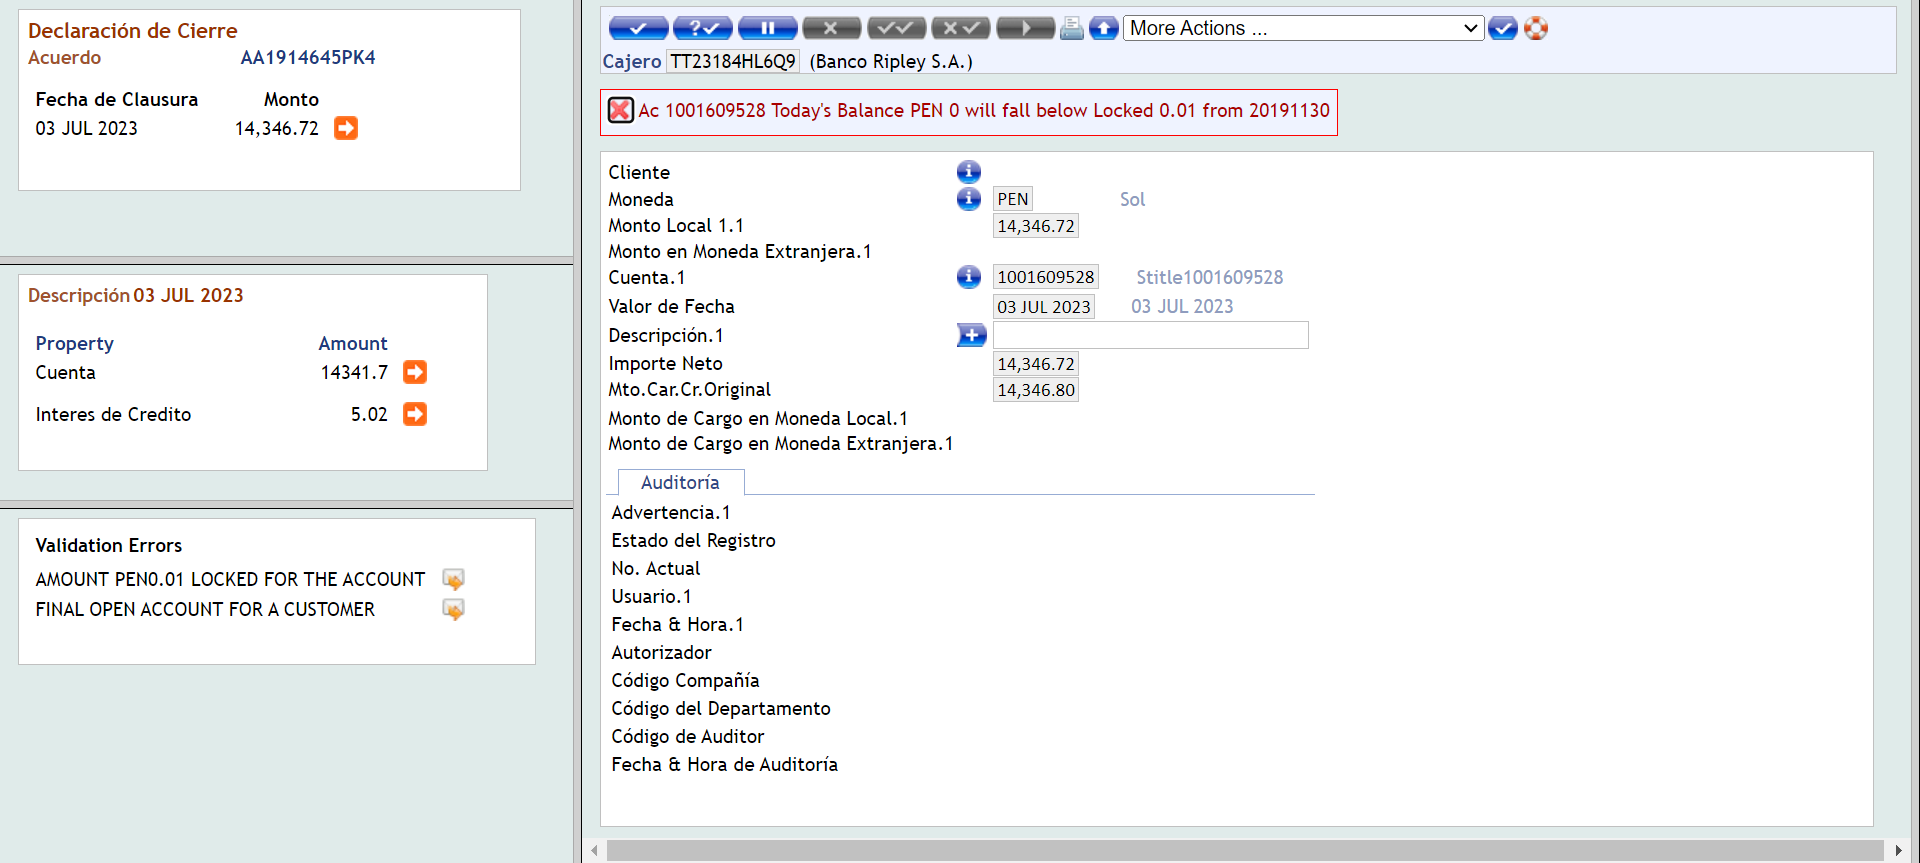 Declaración de Cierre
Acuerdo AA1914645PK4
Fecha de Clausura Monto
03 JUL 2023 14,346.72
Descripción 03 JUL 2023
Property Amount
Cuenta 14341.7
Interes de Credito 5.02
Validation Errors
AMOUNT PEN0.01 LOCKED FOR THE ACCOUNT
FINAL OPEN ACCOUNT FOR A CUSTOMER
More Actions ...
Cajero TT23184HL6Q9 (Banco Ripley S.A.)
Ac 1001609528 Today's Balance PEN 0 will fall below Locked 0.01 from 20191130
Cliente
Moneda PEN Sol
Monto Local 1.1 14,346.72
Monto en Moneda Extranjera.1
Cuenta.1 1001609528 Stitle1001609528
Valor de Fecha 03 JUL 2023 03 JUL 2023
Descripción.1
Importe Neto 14,346.72
Mto.Car.Cr.Original 14,346.80
Monto de Cargo en Moneda Local.1
Monto de Cargo en Moneda Extranjera.1
Auditoría
Advertencia.1
Estado del Registro
No. Actual
Usuario.1
Fecha & Hora.1
Autorizador
Código Compañía
Código del Departamento
Código de Auditor
Fecha & Hora de Auditoría